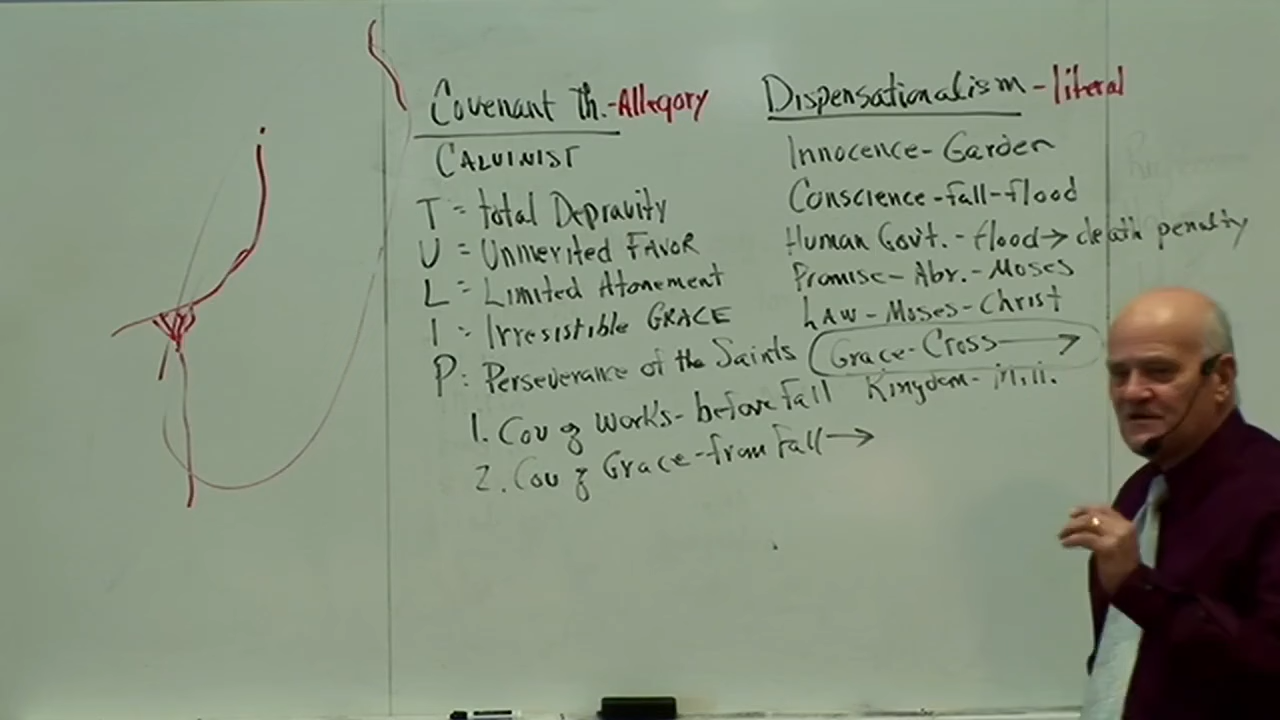 Covenant Th.-Allegory
CALVINIST
T = total Depravity
U = Unmerited FAVOR
L = Limited Atonement
I = Irresistible GRACE
P: Perseverance of the Saints
1. Cov of Works-before Fall
2. Cov of Grace-from Fall→
Dispensationalism-literal
Innocence-Garden
Conscience-fall-flood
Human Gov't.-flood→death penalty
Promise-Abr.-Moses
LAW-Moses-Christ
Grace-Cross→
Kingdom-Mill.